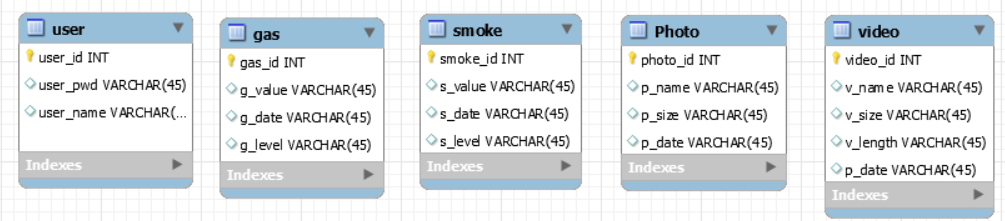 user
user_id INT
user_pwd VARCHAR(45)
user_name VARCHAR(...
Indexes
gas
gas_id INT
g_value VARCHAR(45)
g_date VARCHAR(45)
g_level VARCHAR(45)
Indexes
smoke
smoke_id INT
s_value VARCHAR(45)
s_date VARCHAR(45)
s_level VARCHAR(45)
Indexes
Photo
photo_id INT
p_name VARCHAR(45)
p_size VARCHAR(45)
p_date VARCHAR(45)
Indexes
video
video_id INT
v_name VARCHAR(45)
v_size VARCHAR(45)
v_length VARCHAR(45)
p_date VARCHAR(45)
Indexes